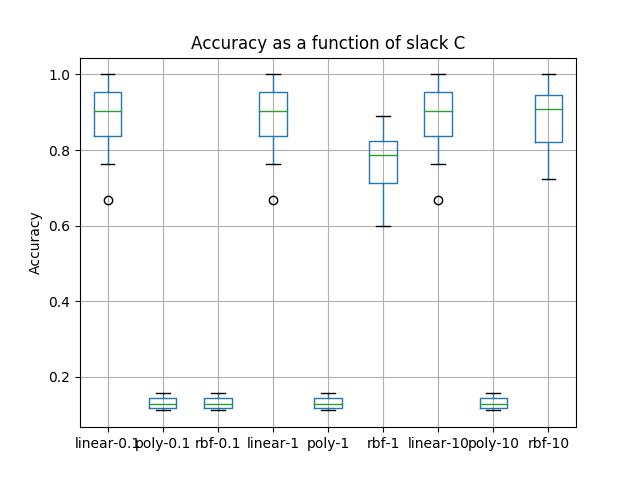 Accuracy as a function of slack C
1.0
0.8
0.6
0.4
0.2
Accuracy
linear-0.1 poly-0.1 rbf-0.1 linear-1 poly-1 rbf-1 linear-10 poly-10 rbf-10